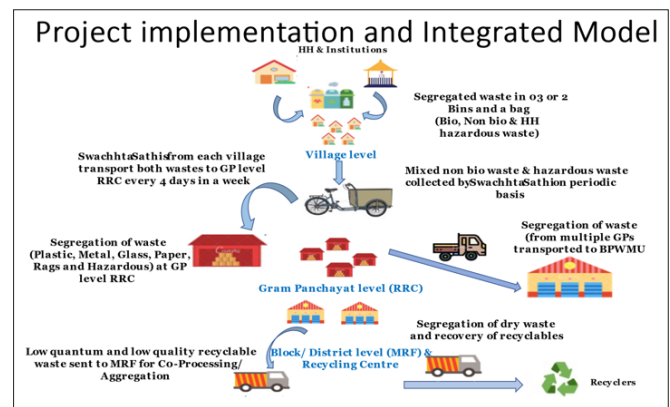 Project implementation and Integrated Model
HH & Institutions
Segregated waste in 03 or 2
Bins and a bag
(Bio, Non bio & HH
hazardous waste)
Village level
SwachhtaSathisfrom each village
transport both wastes to GP level
RRC every 4 days in a week
Mixed non bio waste & hazardous waste
collected bySwachhtaSathion periodic
basis
Segregation of waste
(Plastic, Metal, Glass, Paper,
Rags and Hazardous) at GP
level RRC
Segregation of waste
(from multiple GPs
transported to BPWMU
Gram Panchayat level (RRC)
Segregation of dry waste
and recovery of recyclables
Low quantum and low quality recyclable
waste sent to MRF for Co-Processing/
Aggregation
Block/ District level (MRF) &
Recycling Centre
Recyclers